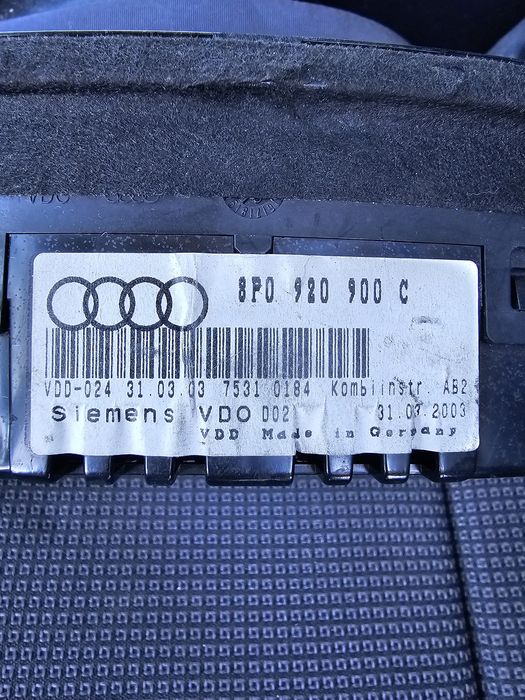 VDO
8P0 920 900 C
VDD-024 31.03.03 7531 0184 Kombiinstr. AB2
Siemens VDO D02 31.03.2003
VDD Made in Germany